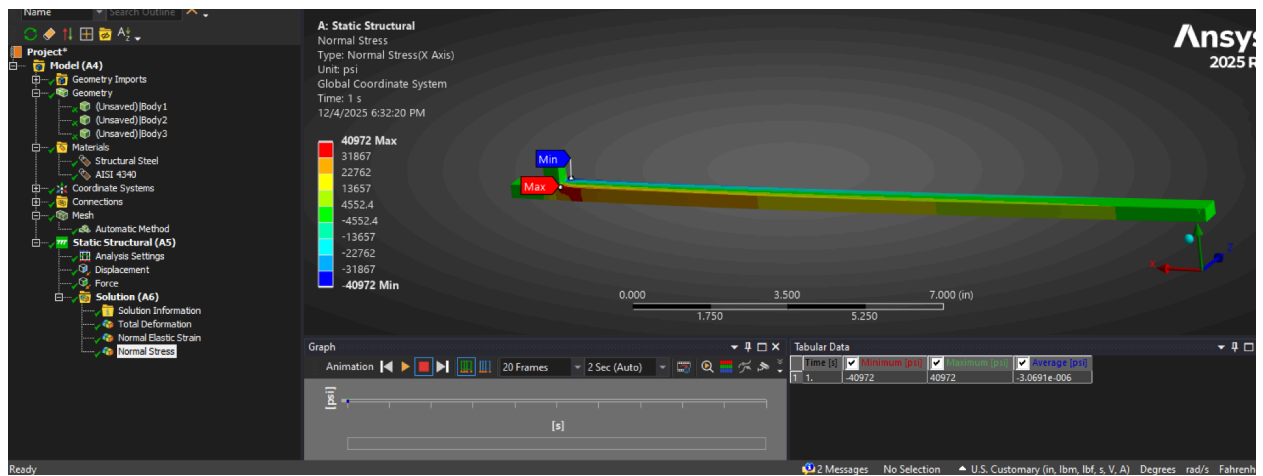 Name Search Outline
Project*
Model (A4)
Geometry Imports
Geometry
(Unsaved)|Body1
(Unsaved)|Body2
(Unsaved)|Body3
Materials
Structural Steel
AISI 4340
Coordinate Systems
Connections
Mesh
Automatic Method
Static Structural (A5)
Analysis Settings
Displacement
Force
Solution (A6)
Solution Information
Total Deformation
Normal Elastic Strain
Normal Stress
A: Static Structural
Normal Stress
Type: Normal Stress(X Axis)
Unit: psi
Global Coordinate System
Time: 1 s
12/4/2025 6:32:20 PM
40972 Max
31867
22762
13657
4552.4
-4552.4
-13657
-22762
-31867
-40972 Min
Min
Max
Ansys
2025 R
X
Z
0.000 3.500 7.000 (in)
1.750 5.250
Graph
Animation 20 Frames 2 Sec (Auto)
[psi]
[s]
Tabular Data
Time [s] Minimum [psi] Maximum [psi] Average [psi]
1 1. -40972 40972 -3.0691e-006
Ready 2 Messages No Selection U.S. Customary (in, lbm, lbf, s, V, A) Degrees rad/s Fahrenh